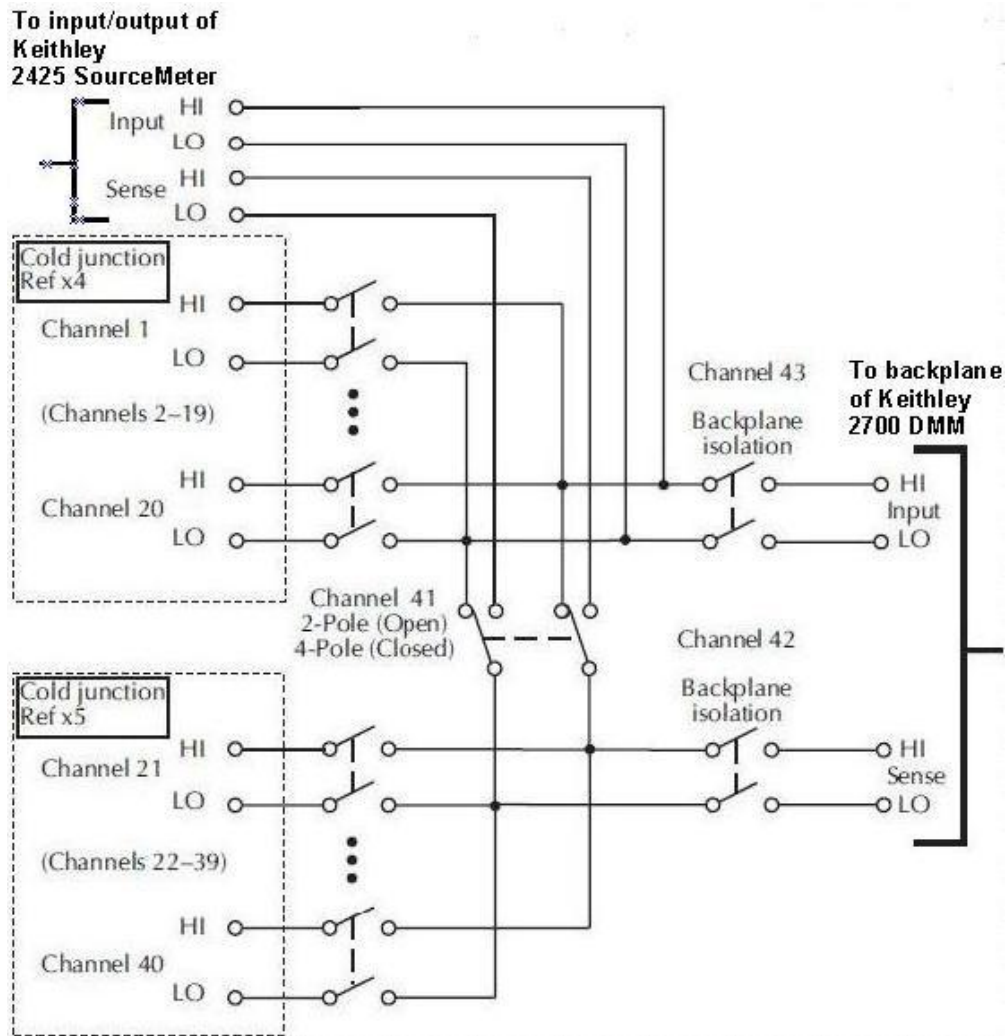 To input/output of
Keithley
2425 SourceMeter
Input
HI
LO
Sense
HI
LO
Cold junction
Ref x4
Channel 1
HI
LO
(Channels 2–19)
Channel 20
HI
LO
Channel 43
Backplane
isolation
To backplane
of Keithley
2700 DMM
HI
Input
LO
Channel 41
2-Pole (Open)
4-Pole (Closed)
Channel 42
Backplane
isolation
HI
Sense
LO
Cold junction
Ref x5
Channel 21
HI
LO
(Channels 22–39)
Channel 40
HI
LO